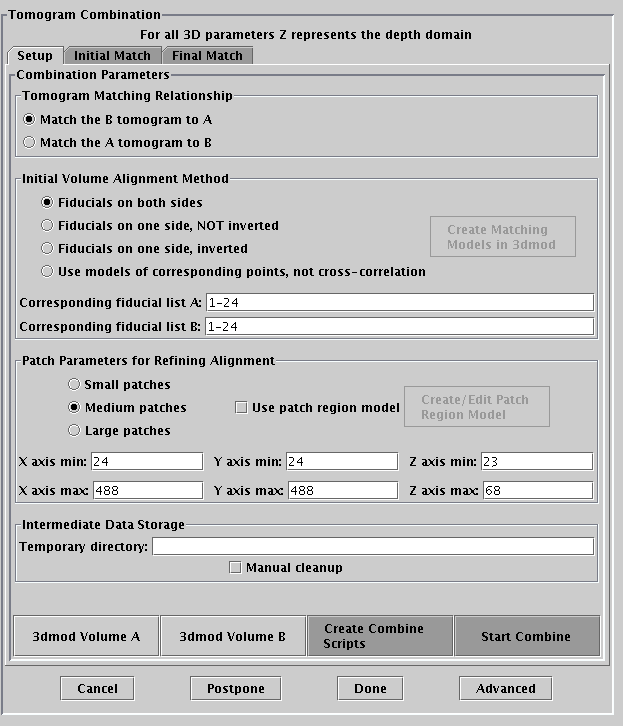 Tomogram Combination
For all 3D parameters Z represents the depth domain
Setup Initial Match Final Match
Combination Parameters
Tomogram Matching Relationship
Match the B tomogram to A
Match the A tomogram to B
Initial Volume Alignment Method
Fiducials on both sides
Fiducials on one side, NOT inverted
Fiducials on one side, inverted
Use models of corresponding points, not cross-correlation
Create Matching
Models in 3dmod
Corresponding fiducial list A: 1-24
Corresponding fiducial list B: 1-24
Patch Parameters for Refining Alignment
Small patches
Medium patches
Large patches
Use patch region model
Create/Edit Patch
Region Model
X axis min: 24 Y axis min: 24 Z axis min: 23
X axis max: 488 Y axis max: 488 Z axis max: 68
Intermediate Data Storage
Temporary directory:
Manual cleanup
3dmod Volume A 3dmod Volume B Create Combine
Scripts Start Combine
Cancel Postpone Done Advanced